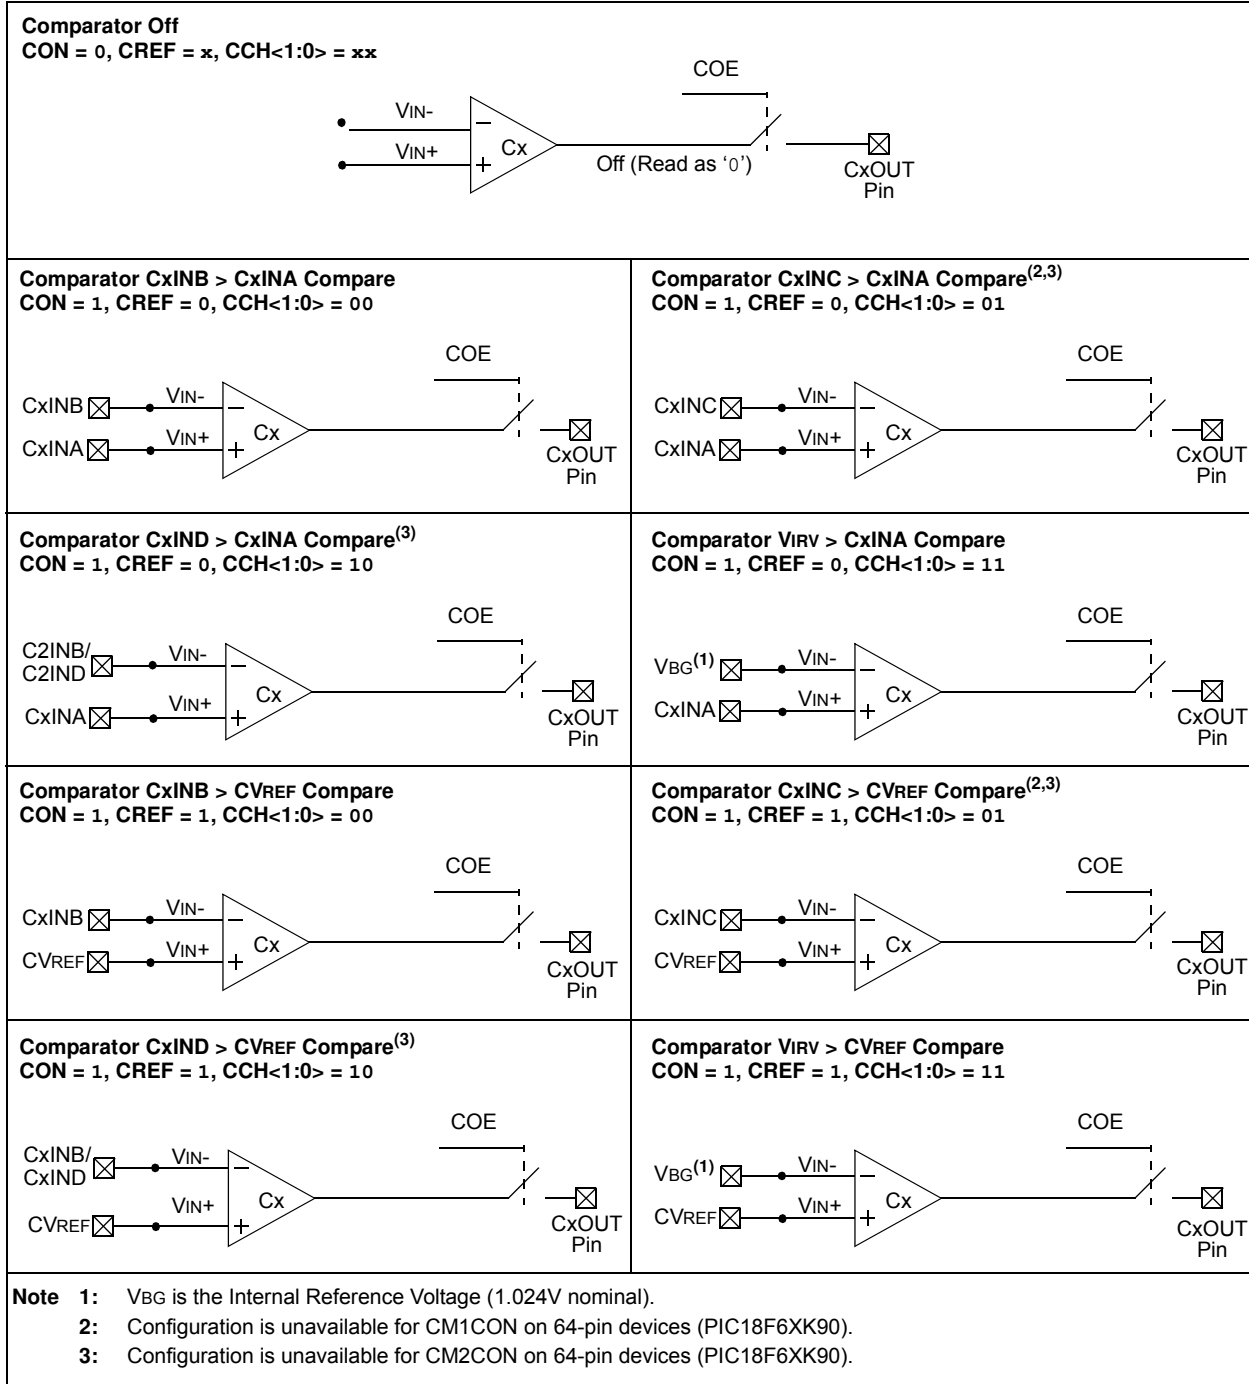 Comparator Off
CON = 0, CREF = x, CCH<1:0> = xx
COE
VIN-
VIN+
Cx
Off (Read as ‘0’)
CxOUT
Pin
Comparator CxINB > CxINA Compare
CON = 1, CREF = 0, CCH<1:0> = 00
COE
CxINB
VIN-
CxINA
VIN+
Cx
CxOUT
Pin
Comparator CxINC > CxINA Compare(2,3)
CON = 1, CREF = 0, CCH<1:0> = 01
COE
CxINC
VIN-
CxINA
VIN+
Cx
CxOUT
Pin
Comparator CxIND > CxINA Compare(3)
CON = 1, CREF = 0, CCH<1:0> = 10
COE
C2INB/
C2IND
VIN-
CxINA
VIN+
Cx
CxOUT
Pin
Comparator VIRV > CxINA Compare
CON = 1, CREF = 0, CCH<1:0> = 11
COE
VBG(1)
VIN-
CxINA
VIN+
Cx
CxOUT
Pin
Comparator CxINB > CVREF Compare
CON = 1, CREF = 1, CCH<1:0> = 00
COE
CxINB
VIN-
CVREF
VIN+
Cx
CxOUT
Pin
Comparator CxINC > CVREF Compare(2,3)
CON = 1, CREF = 1, CCH<1:0> = 01
COE
CxINC
VIN-
CVREF
VIN+
Cx
CxOUT
Pin
Comparator CxIND > CVREF Compare(3)
CON = 1, CREF = 1, CCH<1:0> = 10
COE
CxINB/
CxIND
VIN-
CVREF
VIN+
Cx
CxOUT
Pin
Comparator VIRV > CVREF Compare
CON = 1, CREF = 1, CCH<1:0> = 11
COE
VBG(1)
VIN-
CVREF
VIN+
Cx
CxOUT
Pin
Note 1: VBG is the Internal Reference Voltage (1.024V nominal).
2: Configuration is unavailable for CM1CON on 64-pin devices (PIC18F6XK90).
3: Configuration is unavailable for CM2CON on 64-pin devices (PIC18F6XK90).